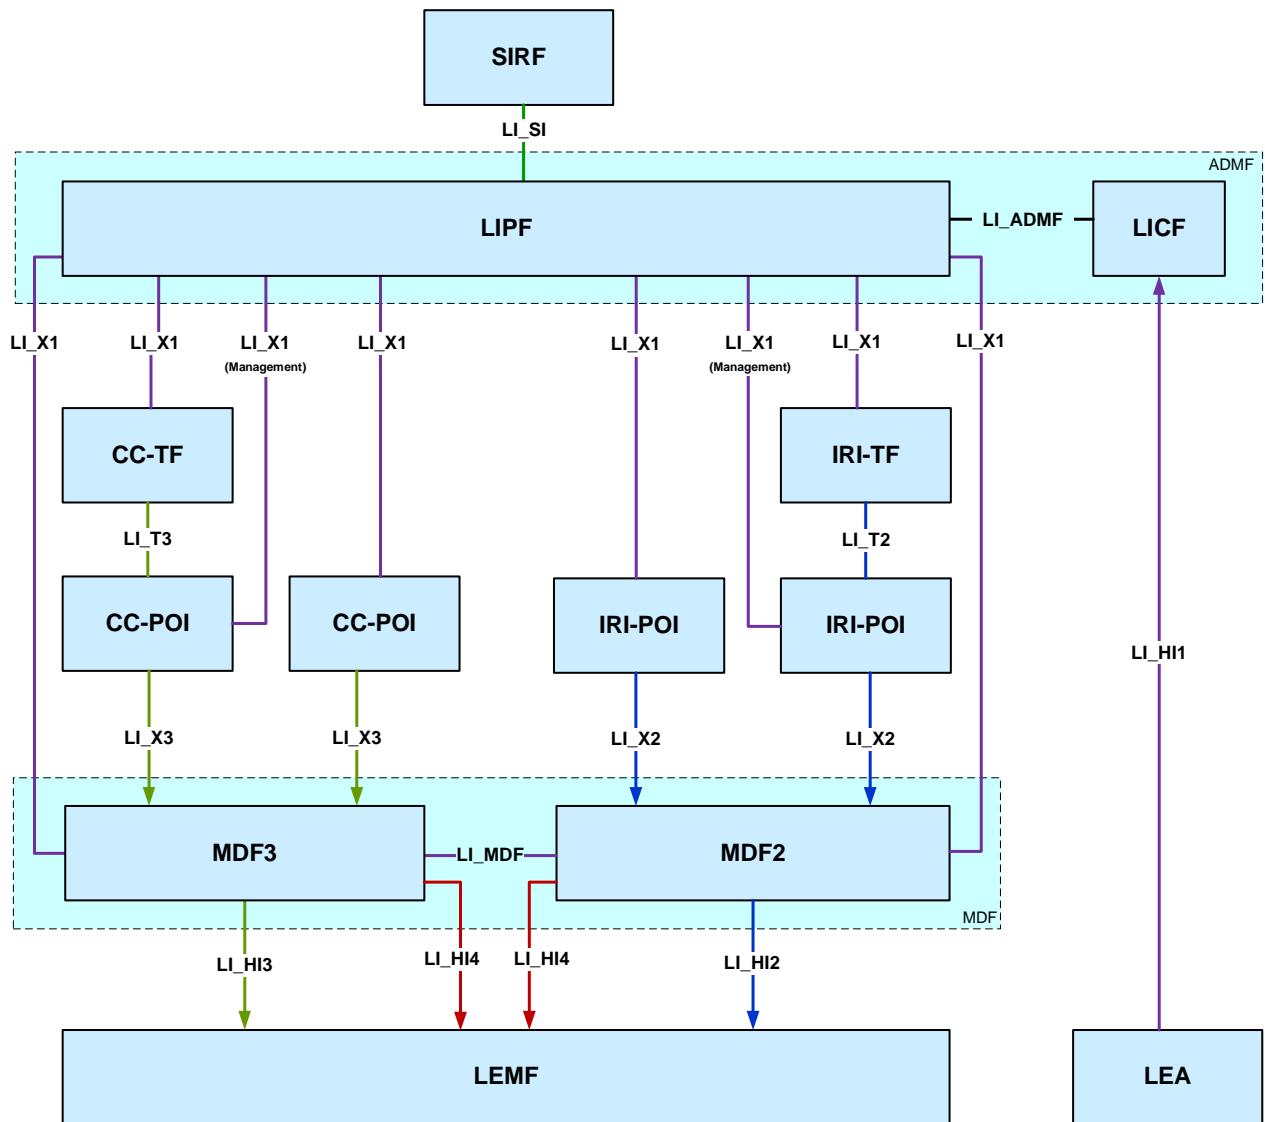 SIRF
LI_SI
ADMF
LIPF
LI_ADMF
LICF
LI_X1
LI_X1
LI_X1
(Management)
LI_X1
LI_X1
LI_X1
(Management)
LI_X1
LI_X1
CC-TF
IRI-TF
LI_T3
LI_T2
CC-POI
CC-POI
IRI-POI
IRI-POI
LI_HI1
LI_X3
LI_X3
LI_X2
LI_X2
MDF3
LI_MDF
MDF2
MDF
LI_HI3
LI_HI4
LI_HI4
LI_HI2
LEMF
LEA